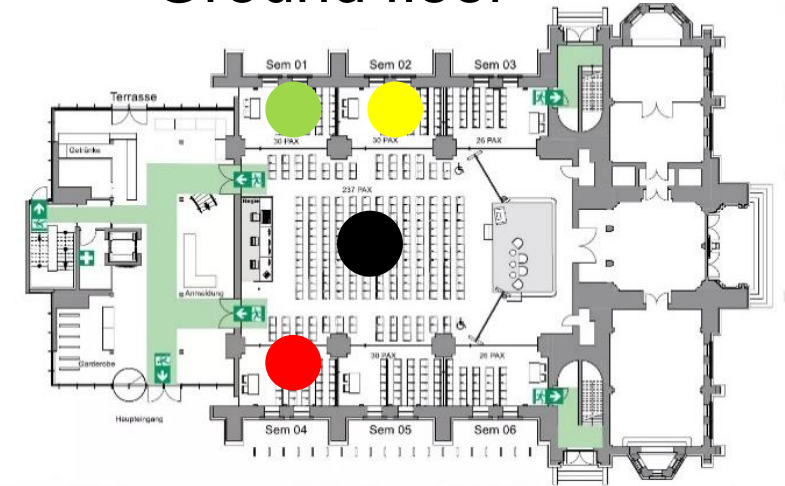 Ground floor
Sem 01
Sem 02
Sem 03
Terrasse
Getränke
30 PAX
30 PAX
26 PAX
237 PAX
Regie
Anmeldung
Garderobe
30 PAX
26 PAX
Haupteingang
Sem 04
Sem 05
Sem 06